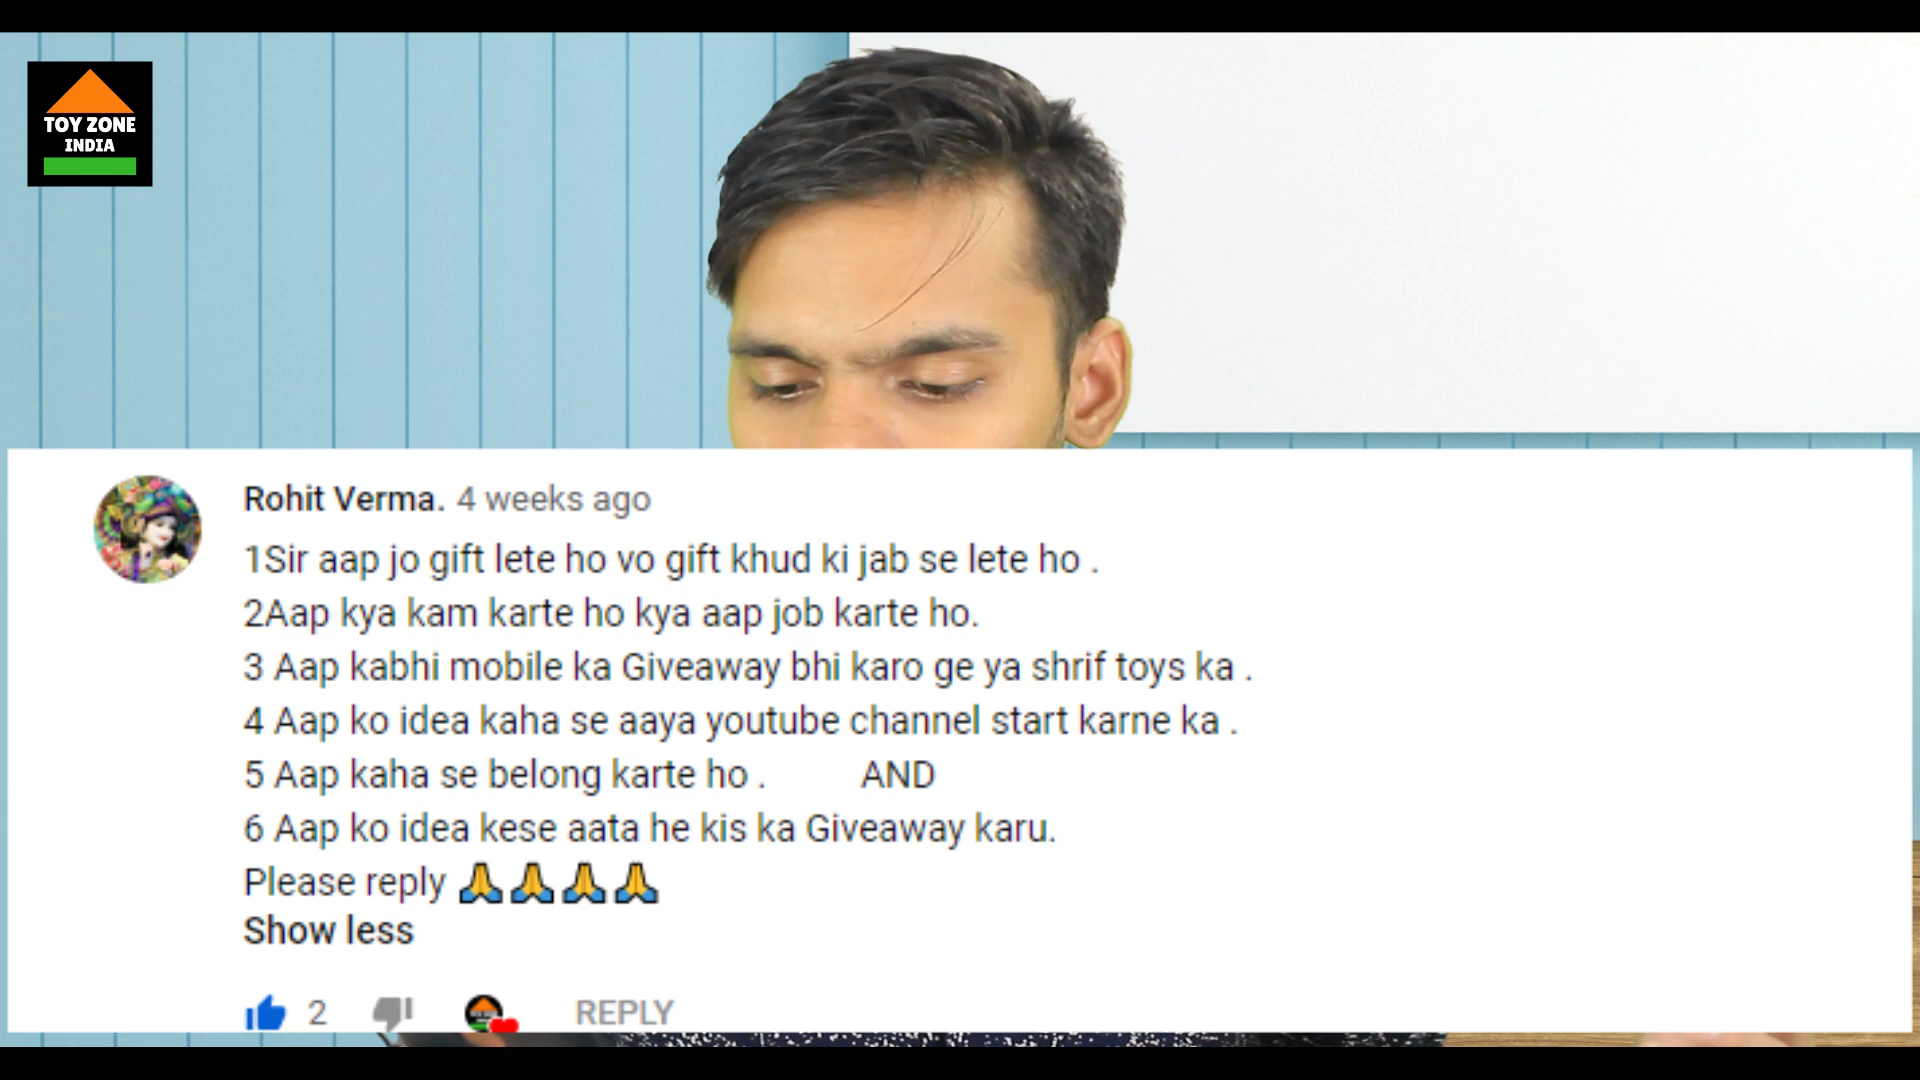 TOY ZONE
INDIA
Rohit Verma. 4 weeks ago
1Sir aap jo gift lete ho vo gift khud ki jab se lete ho .
2Aap kya kam karte ho kya aap job karte ho.
3 Aap kabhi mobile ka Giveaway bhi karo ge ya shrif toys ka .
4 Aap ko idea kaha se aaya youtube channel start karne ka .
5 Aap kaha se belong karte ho . AND
6 Aap ko idea kese aata he kis ka Giveaway karu.
Please reply 🙏🙏🙏🙏
Show less
2 REPLY